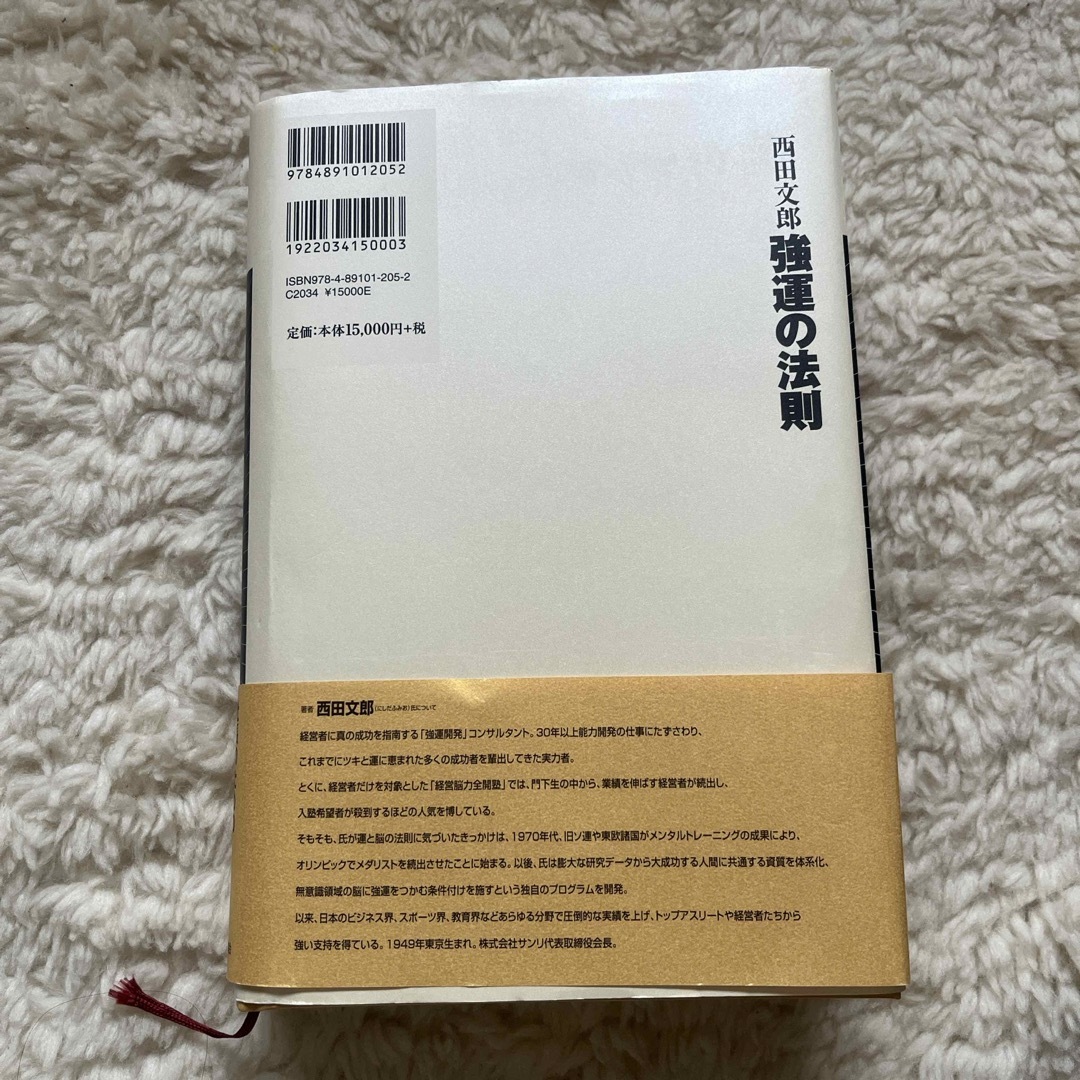 西田文郎
強運の法則
9784891012052
1922034150003
ISBN978-4-89101-205-2
C2034 ¥15000E
定価:本体15,000円+税
著者 西田文郎(にしだふみお)氏について
経営者に真の成功を指南する「強運開発」コンサルタント。30年以上能力開発の仕事にたずさわり、
これまでにツキと運に恵まれた多くの成功者を輩出してきた実力者。
とくに、経営者だけを対象とした「経営脳力全開塾」では、門下生の中から、業績を伸ばす経営者が続出し、
入塾希望者が殺到するほどの人気を博している。
そもそも、氏が運と脳の法則に気づいたきっかけは、1970年代、旧ソ連や東欧諸国がメンタルトレーニングの成果により、
オリンピックでメダリストを続出させたことに始まる。以後、氏は膨大な研究データから大成功する人間に共通する資質を体系化、
無意識領域の脳に強運をつかむ条件付けを施すという独自のプログラムを開発。
以来、日本のビジネス界、スポーツ界、教育界などあらゆる分野で圧倒的な実績を上げ、トップアスリートや経営者たちから
強い支持を得ている。1949年東京生まれ。株式会社サンリ代表取締役会長。